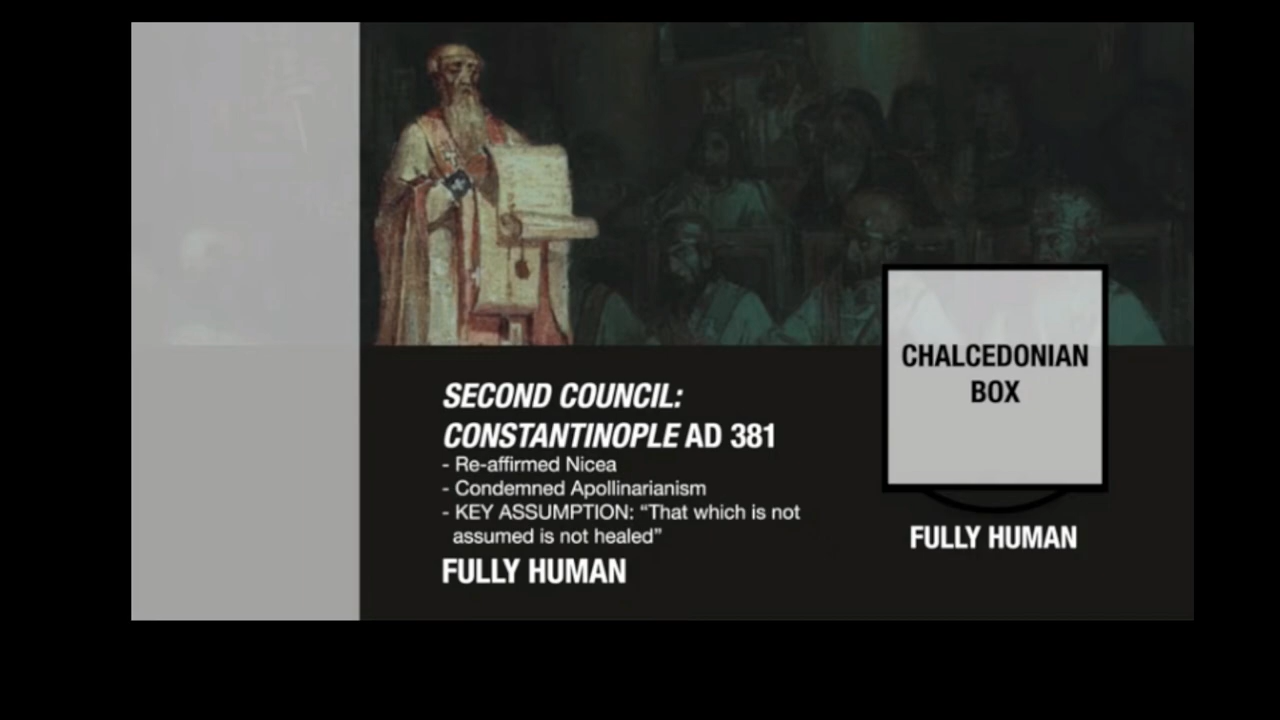 SECOND COUNCIL:
CONSTANTINOPLE AD 381
- Re-affirmed Nicea
- Condemned Apollinarianism
- KEY ASSUMPTION: “That which is not
assumed is not healed”
FULLY HUMAN
CHALCEDONIAN
BOX
FULLY HUMAN